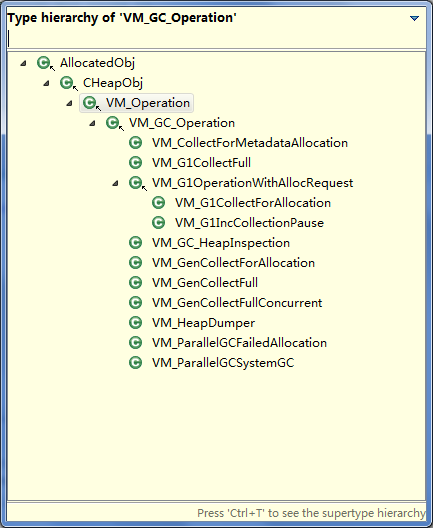 Type hierarchy of 'VM_GC_Operation'
AllocatedObj
CHeapObj
VM_Operation
VM_GC_Operation
VM_CollectForMetadataAllocation
VM_G1CollectFull
VM_G1OperationWithAllocRequest
VM_G1CollectForAllocation
VM_G1IncCollectionPause
VM_GC_HeapInspection
VM_GenCollectForAllocation
VM_GenCollectFull
VM_GenCollectFullConcurrent
VM_HeapDumper
VM_ParallelGCFailedAllocation
VM_ParallelGCSystemGC
Press 'Ctrl+T' to see the supertype hierarchy